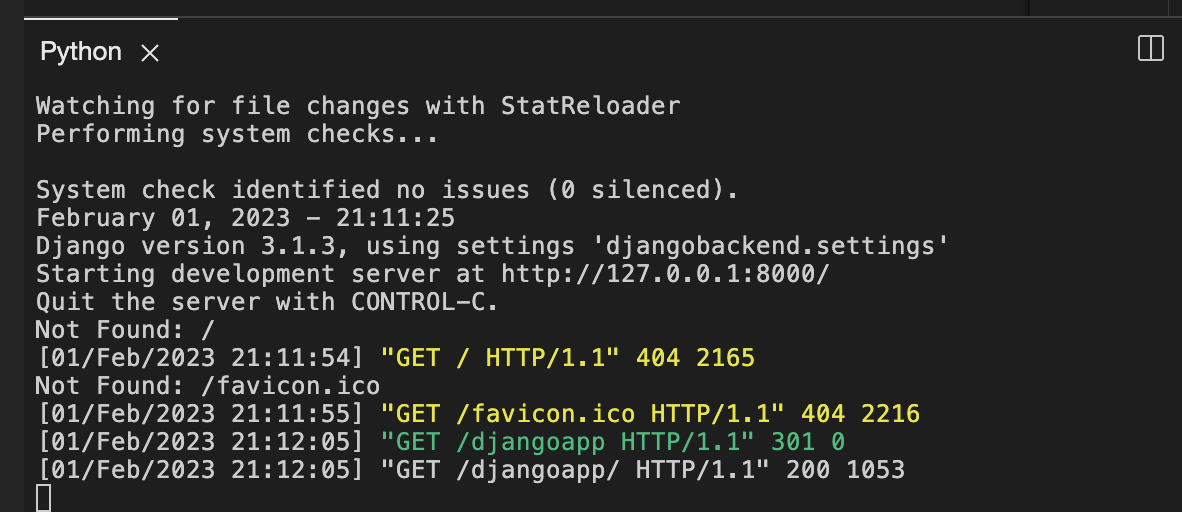 Python
Watching for file changes with StatReloader
Performing system checks...
System check identified no issues (0 silenced).
February 01, 2023 - 21:11:25
Django version 3.1.3, using settings 'djangobackend.settings'
Starting development server at http://127.0.0.1:8000/
Quit the server with CONTROL-C.
Not Found: /
[01/Feb/2023 21:11:54] "GET / HTTP/1.1" 404 2165
Not Found: /favicon.ico
[01/Feb/2023 21:11:55] "GET /favicon.ico HTTP/1.1" 404 2216
[01/Feb/2023 21:12:05] "GET /djangoapp HTTP/1.1" 301 0
[01/Feb/2023 21:12:05] "GET /djangoapp/ HTTP/1.1" 200 1053